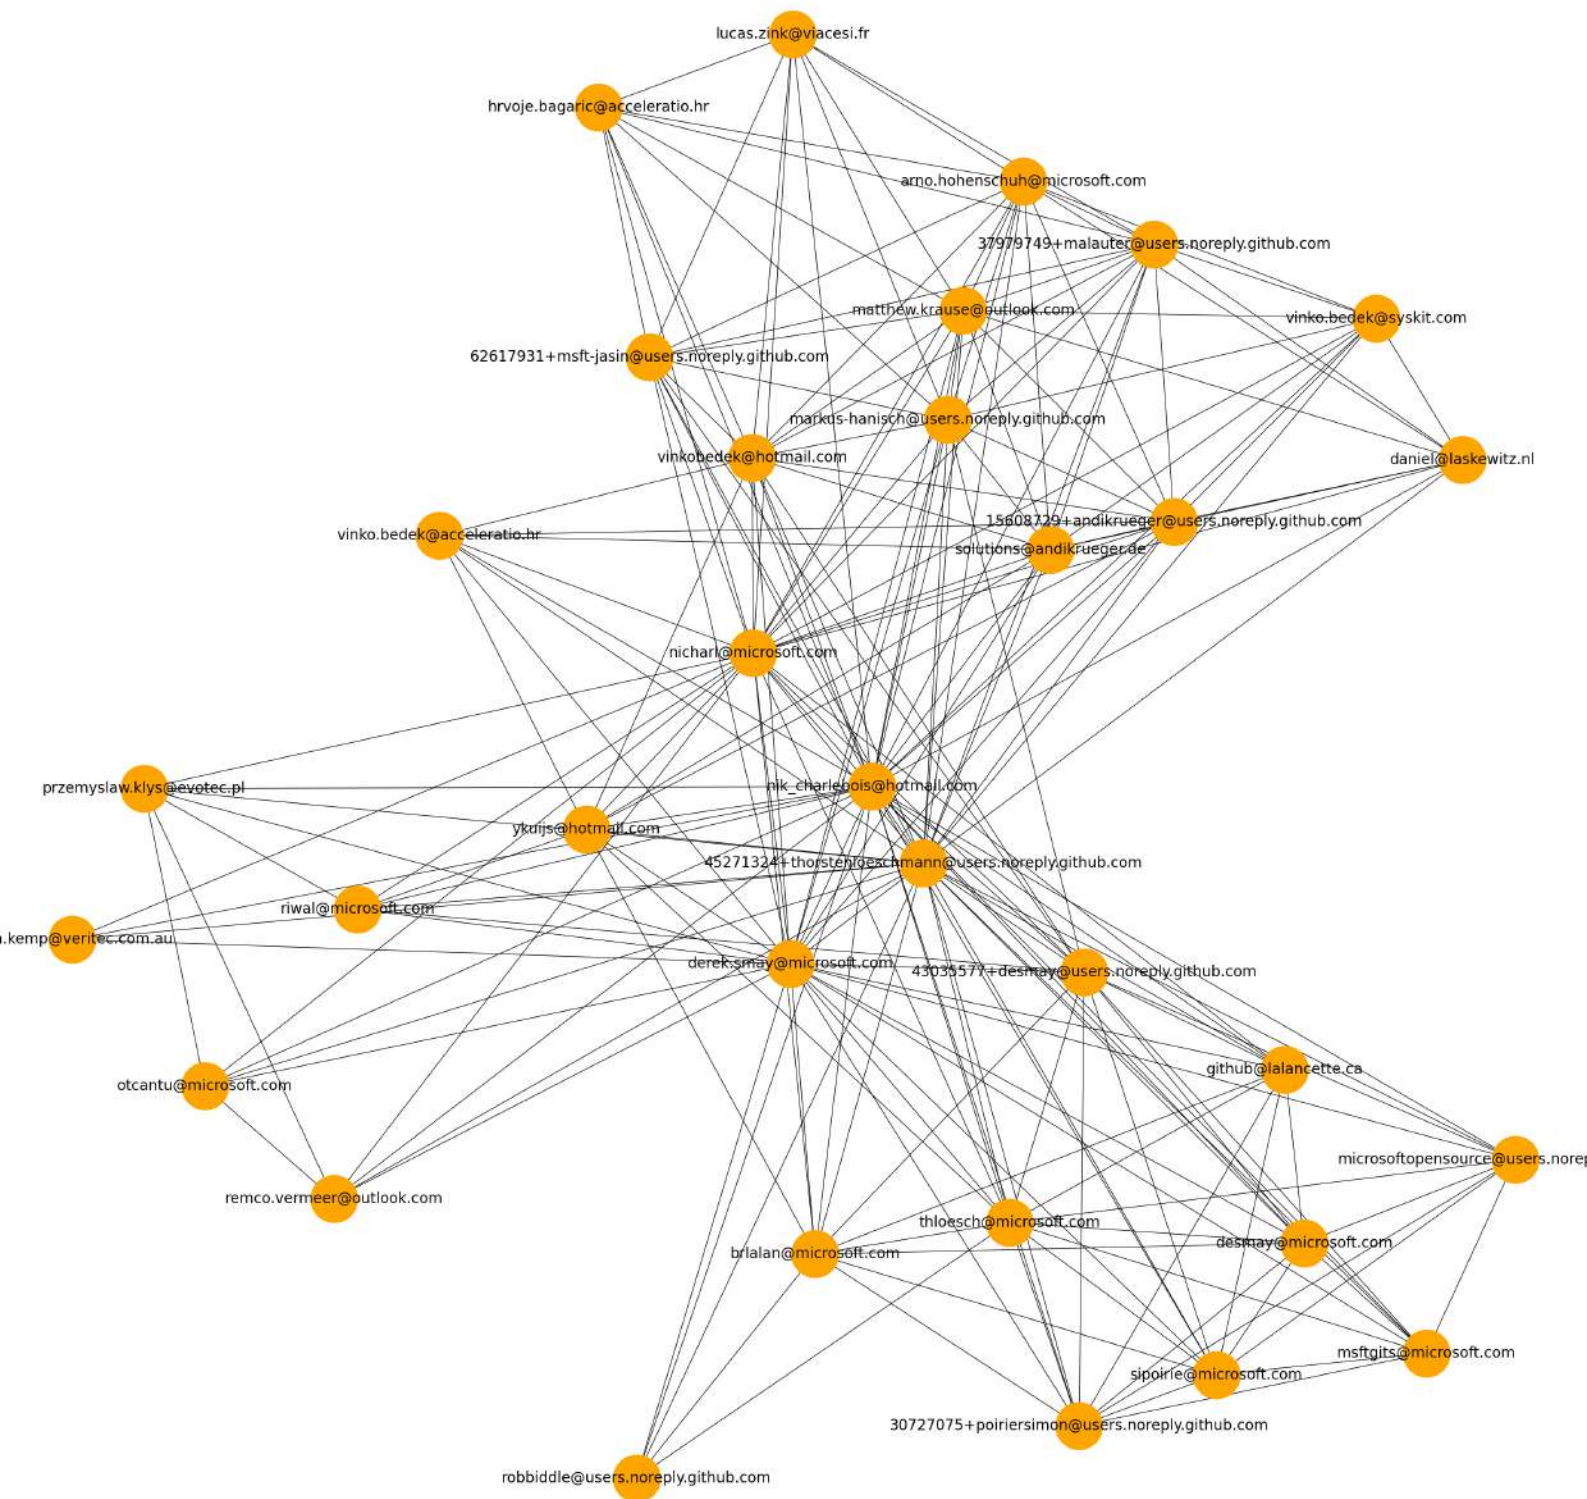 lucas.zink@viacesi.fr
hrvoje.bagaric@acceleratio.hr
arno.hohenschuh@microsoft.com
37979749+malauter@users.noreply.github.com
matthew.krause@outlook.com
vinko.bedek@syskit.com
62617931+msft-jasin@users.noreply.github.com
markus-hanisch@users.noreply.github.com
vinkobedek@hotmail.com
daniel@laskewitz.nl
15608729+andikrueger@users.noreply.github.com
vinko.bedek@acceleratio.hr
solutions@andikrueger.de
nicharl@microsoft.com
nik_charlebois@hotmail.com
przemyslaw.klys@evotec.pl
ykuijs@hotmail.com
45271324+thorstenloeschmann@users.noreply.github.com
riwal@microsoft.com
.kemp@veritec.com.au
derek.smay@microsoft.com
43035577+desmay@users.noreply.github.com
github@lalancette.ca
otcantu@microsoft.com
microsoftopensource@users.norep
remco.vermeer@outlook.com
thloesch@microsoft.com
desmay@microsoft.com
brlalan@microsoft.com
msftgits@microsoft.com
sipoirie@microsoft.com
30727075+poiriersimon@users.noreply.github.com
robbiddle@users.noreply.github.com